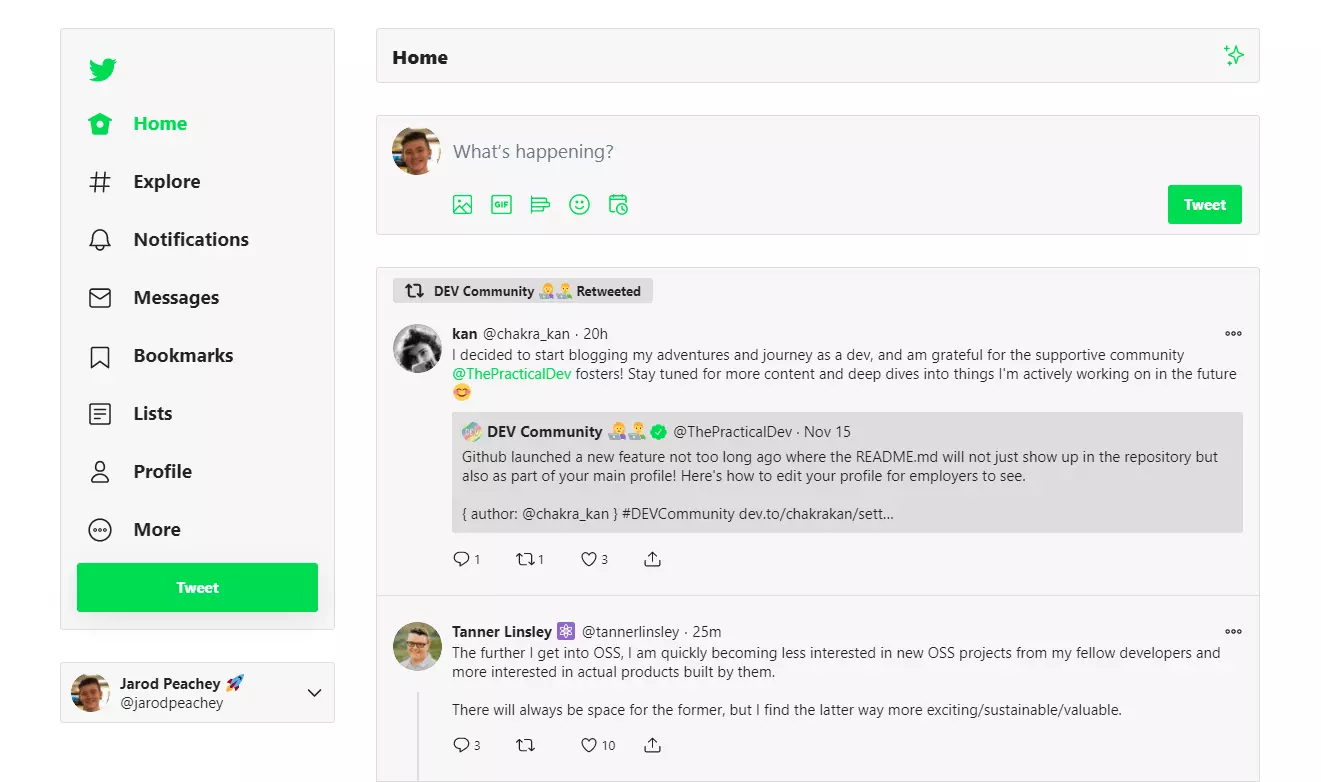 Home
Explore
Notifications
Messages
Bookmarks
Lists
Profile
More
Tweet
Jarod Peachey 🚀
@jarodpeachey
Home
What's happening?
GIF
Tweet
DEV Community 👩‍💻👨‍💻 Retweeted
kan @chakra_kan · 20h
I decided to start blogging my adventures and journey as a dev, and am grateful for the supportive community
@ThePracticalDev fosters! Stay tuned for more content and deep dives into things I'm actively working on in the future
😊
DEV Community 👩‍💻👨‍💻 @ThePracticalDev · Nov 15
Github launched a new feature not too long ago where the README.md will not just show up in the repository but
also as part of your main profile! Here's how to edit your profile for employers to see.
{ author: @chakra_kan } #DEVCommunity dev.to/chakrakan/sett...
1 1 3
Tanner Linsley ⚛ @tannerlinsley · 25m
The further I get into OSS, I am quickly becoming less interested in new OSS projects from my fellow developers and
more interested in actual products built by them.
There will always be space for the former, but I find the latter way more exciting/sustainable/valuable.
3 10